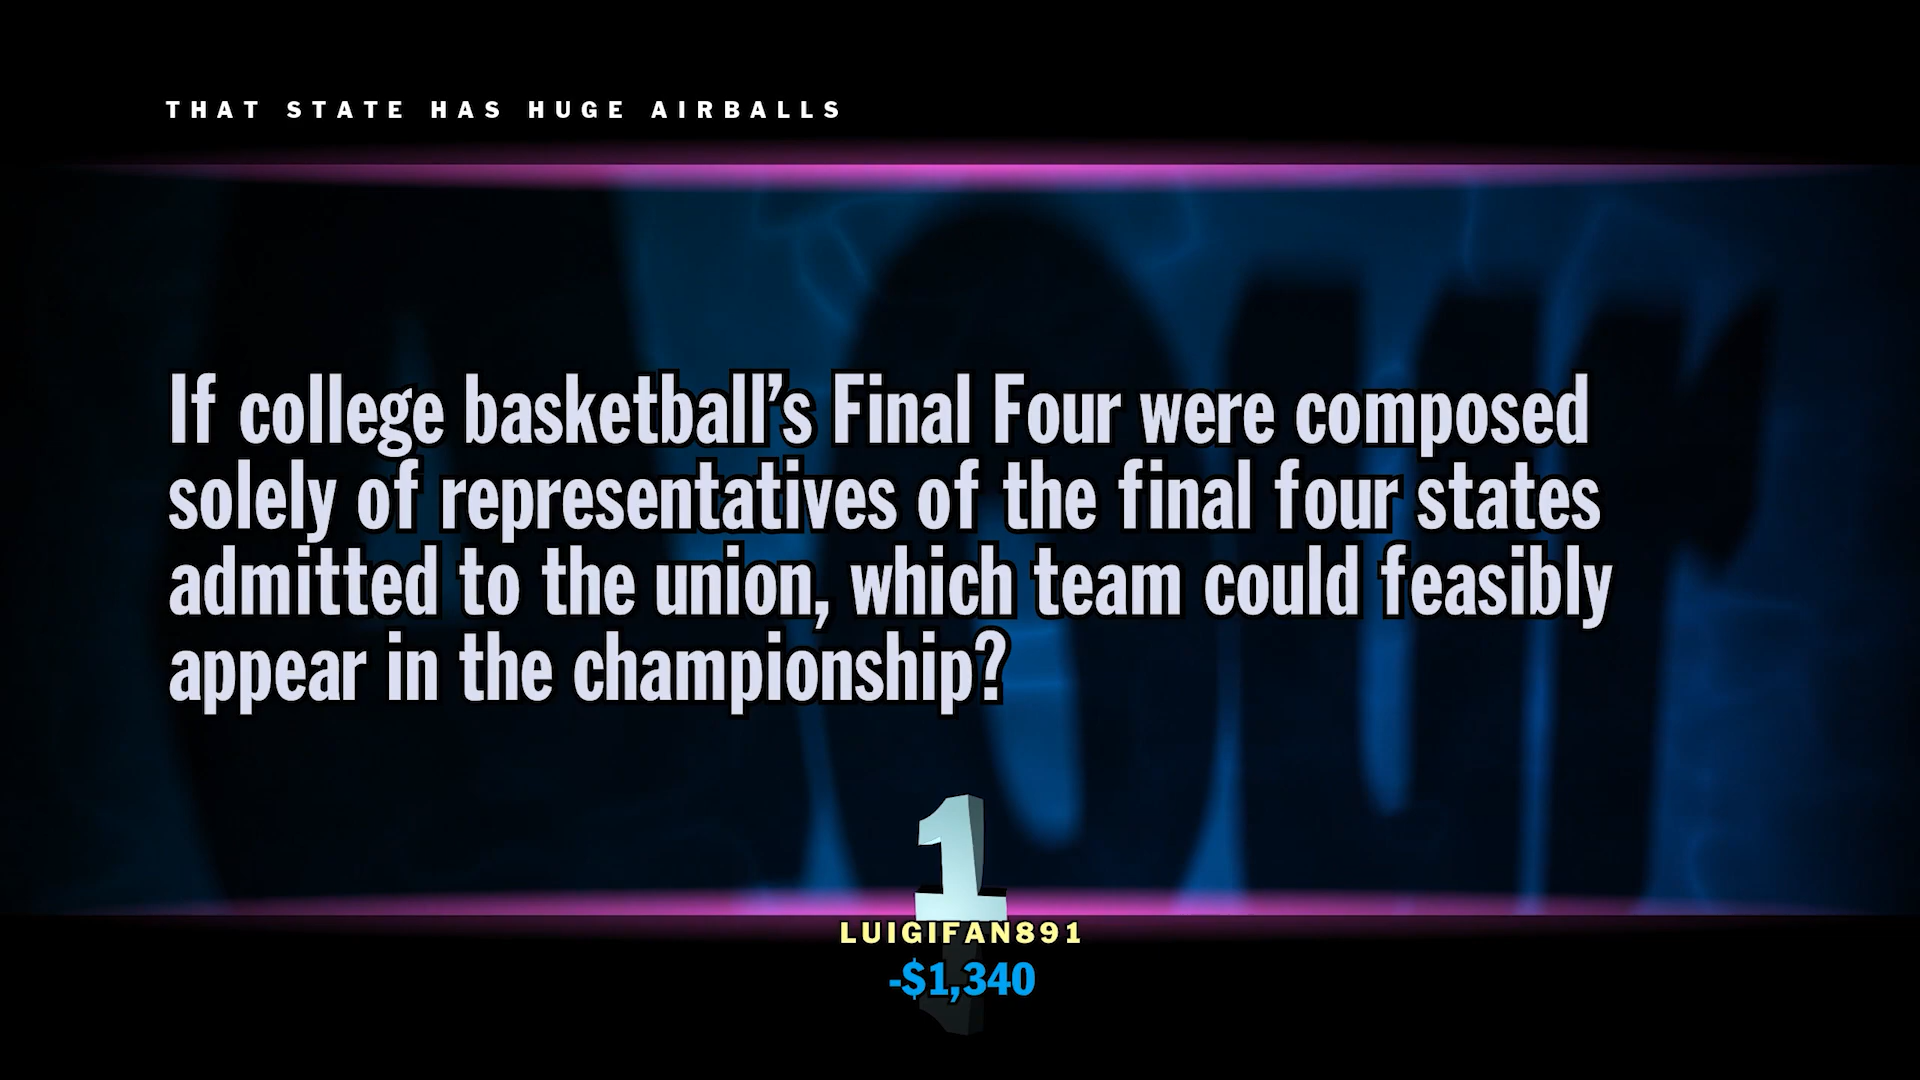 THAT STATE HAS HUGE AIRBALLS
If college basketball’s Final Four were composed
solely of representatives of the final four states
admitted to the union, which team could feasibly
appear in the championship?
1
LUIGIFAN891
-$1,340